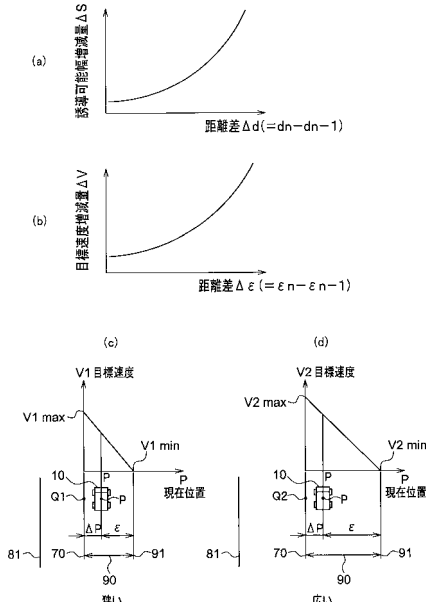 (a)
誘導可能幅増減量ΔS
距離差Δd(=dn-dn-1)
(b)
目標速度増減量ΔV
距離差Δε(=εn-εn-1)
(c)
V1目標速度
V1 max
V1 min
P
10
P
現在位置
Q1
P
ΔP
ε
81
70
91
90
狭い
(d)
V2目標速度
V2 max
V2 min
P
10
P
現在位置
Q2
P
ΔP
ε
81
70
91
90
広い